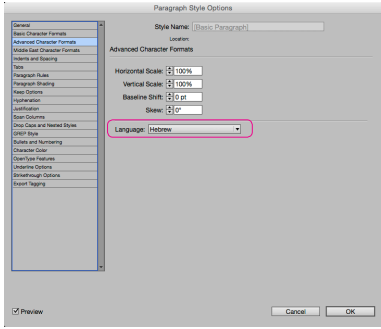 Paragraph Style Options
General
Basic Character Formats
Advanced Character Formats
Middle East Character Formats
Indents and Spacing
Tabs
Paragraph Rules
Paragraph Shading
Keep Options
Hyphenation
Justification
Span Columns
Drop Caps and Nested Styles
GREP Style
Bullets and Numbering
Character Color
OpenType Features
Underline Options
Strikethrough Options
Export Tagging
Style Name: [Basic Paragraph]
Location:
Advanced Character Formats
Horizontal Scale: 100%
Vertical Scale: 100%
Baseline Shift: 0 pt
Skew: 0°
Language: Hebrew
Preview
Cancel
OK